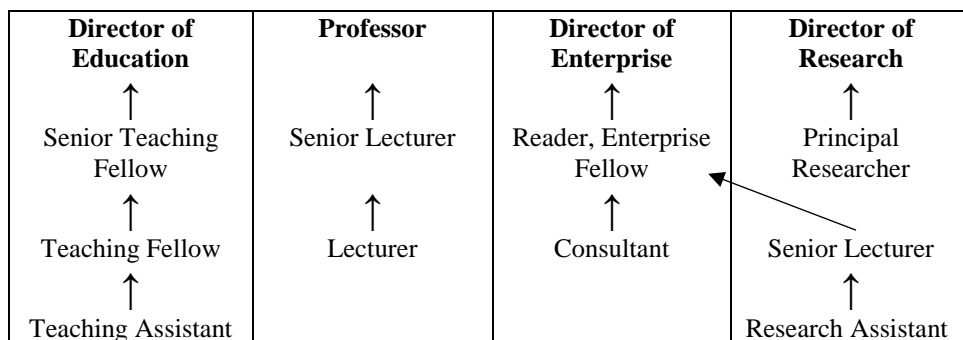 Director of
Education
Senior Teaching
Fellow
Teaching Fellow
Teaching Assistant
Professor
Senior Lecturer
Lecturer
Director of
Enterprise
Reader, Enterprise
Fellow
Consultant
Director of
Research
Principal
Researcher
Senior Lecturer
Research Assistant